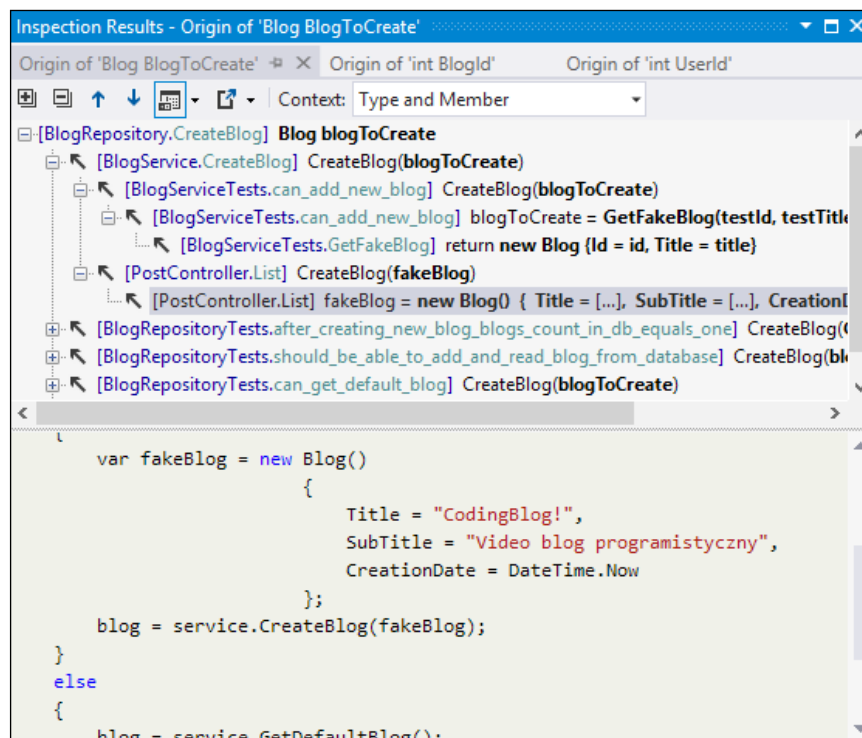 Inspection Results - Origin of 'Blog BlogToCreate'
Origin of 'Blog BlogToCreate' Origin of 'int BlogId' Origin of 'int UserId'
Context: Type and Member
[BlogRepository.CreateBlog] Blog blogToCreate
[BlogService.CreateBlog] CreateBlog(blogToCreate)
[BlogServiceTests.can_add_new_blog] CreateBlog(blogToCreate)
[BlogServiceTests.can_add_new_blog] blogToCreate = GetFakeBlog(testId, testTitle
[BlogServiceTests.GetFakeBlog] return new Blog {Id = id, Title = title}
[PostController.List] CreateBlog(fakeBlog)
[PostController.List] fakeBlog = new Blog() { Title = [...], SubTitle = [...],
[BlogRepositoryTests.after_creating_new_blog_blogs_count_in_db_equals_one] CreateBlog(
[BlogRepositoryTests.should_be_able_to_add_and_read_blog_from_database] CreateBlog(
[BlogRepositoryTests.can_get_default_blog] CreateBlog(blogToCreate)
var fakeBlog = new Blog()
{
Title = "CodingBlog!",
SubTitle = "Video blog programistyczny",
CreationDate = DateTime.Now
};
blog = service.CreateBlog(fakeBlog);
}
else
{
blog = service.GetDefaultBlog();